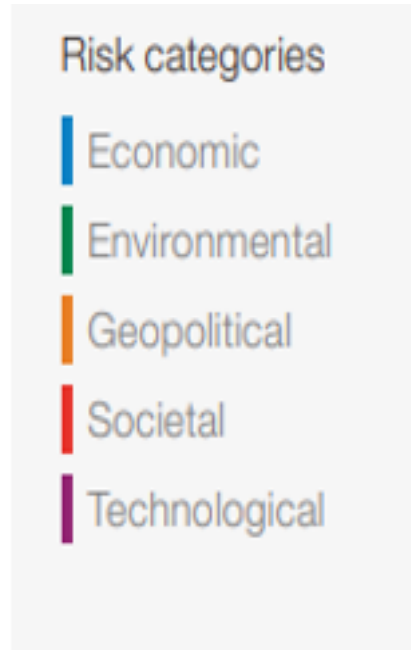 Risk categories
Economic
Environmental
Geopolitical
Societal
Technological